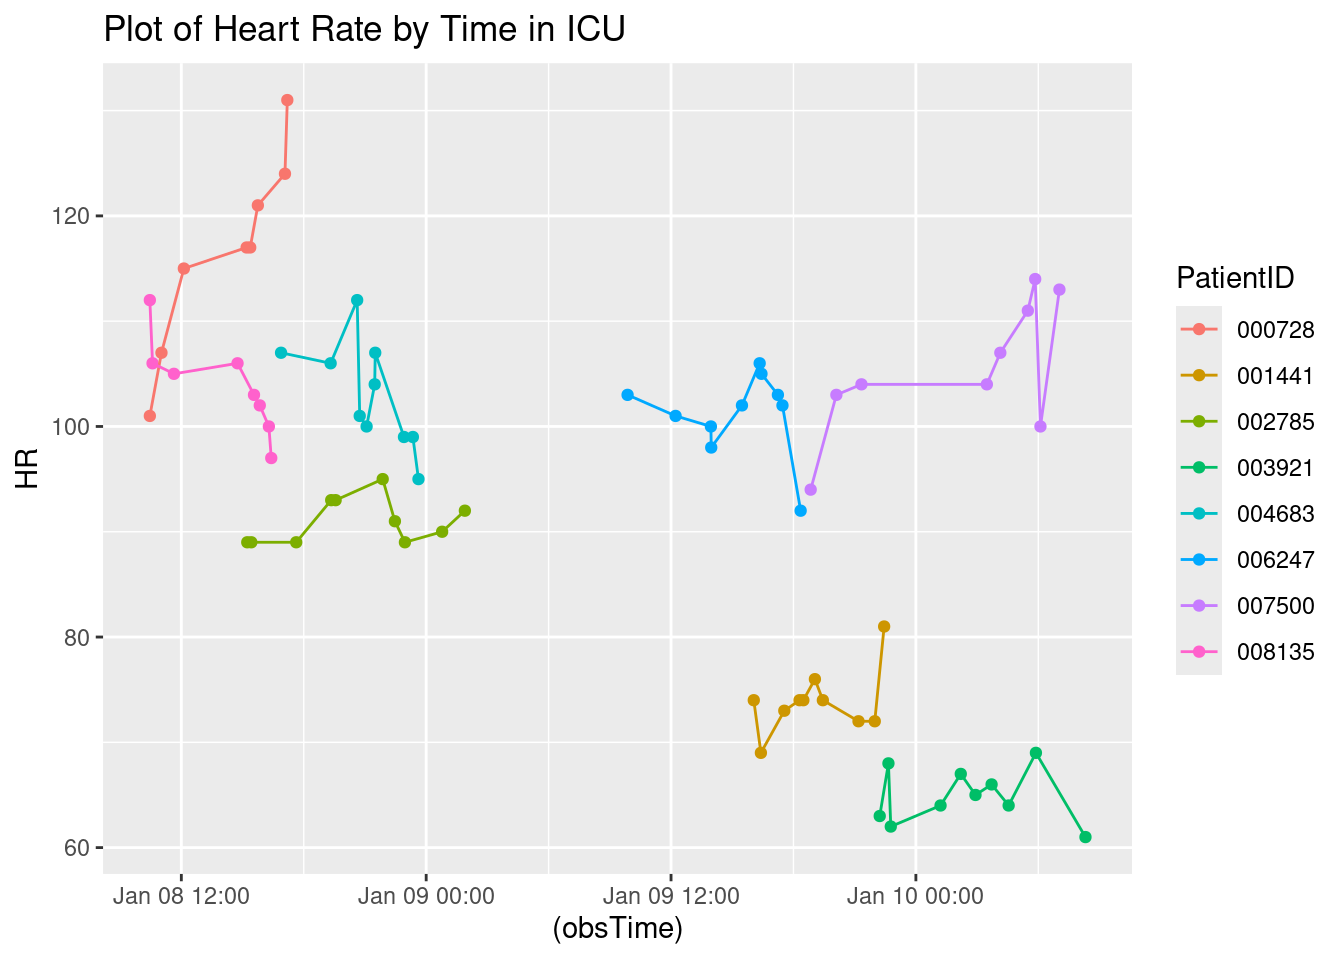 Plot of Heart Rate by Time in ICU
HR
120
100
80
60
Jan 08 12:00
Jan 09 00:00
Jan 09 12:00
Jan 10 00:00
(obsTime)
PatientID
000728
001441
002785
003921
004683
006247
007500
008135